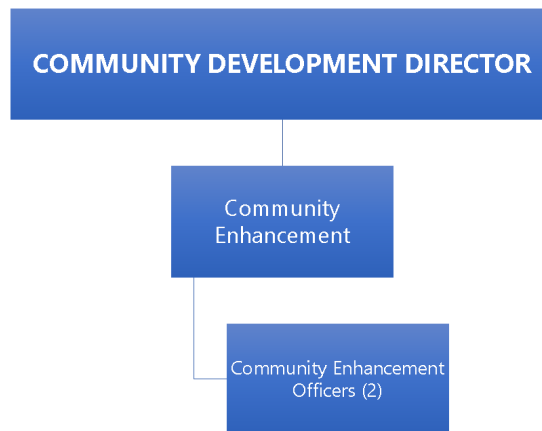 COMMUNITY DEVELOPMENT DIRECTOR
Community
Enhancement
Community Enhancement
Officers (2)